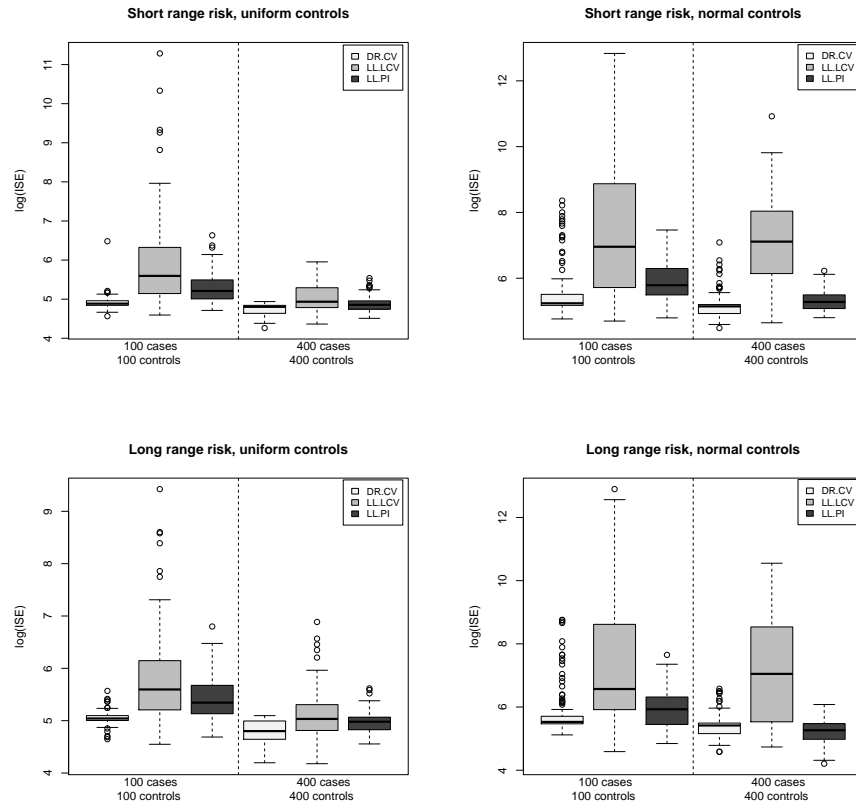 Short range risk, uniform controls
log(ISE)
4
5
6
7
8
9
10
11
DR.CV
LL.LCV
LL.PI
100 cases
100 controls
400 cases
400 controls
Short range risk, normal controls
log(ISE)
6
8
10
12
DR.CV
LL.LCV
LL.PI
100 cases
100 controls
400 cases
400 controls
Long range risk, uniform controls
log(ISE)
4
5
6
7
8
9
DR.CV
LL.LCV
LL.PI
100 cases
100 controls
400 cases
400 controls
Long range risk, normal controls
log(ISE)
4
6
8
10
12
DR.CV
LL.LCV
LL.PI
100 cases
100 controls
400 cases
400 controls